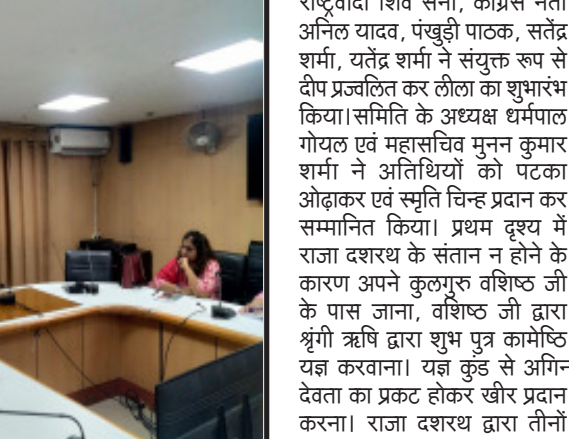 राष्ट्रवादी शिव सेना, कांग्रेस नेता
अनिल यादव, पंखुड़ी पाठक, सतेंद्र
शर्मा, यतेंद्र शर्मा ने संयुक्त रूप से
दीप प्रज्वलित कर लीला का शुभारंभ
किया।समिति के अध्यक्ष धर्मपाल
गोयल एवं महासचिव मुनन कुमार
शर्मा ने अतिथियों को पटका
ओढ़ाकर एवं स्मृति चिन्ह प्रदान कर
सम्मानित किया। प्रथम दृश्य में
राजा दशरथ के संतान न होने के
कारण अपने कुलगुरु वशिष्ठ जी
के पास जाना, वशिष्ठ जी द्वारा
श्रृंगी ऋषि द्वारा शुभ पुत्र कामेष्ठि
यज्ञ करवाना। यज्ञ कुंड से अगिन
देवता का प्रकट होकर खीर प्रदान
करना। राजा दशरथ द्वारा तीनों